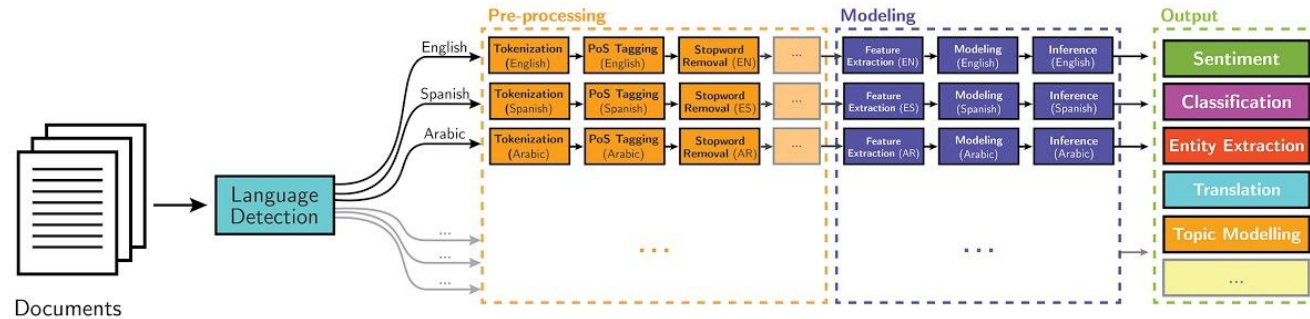 Pre-processing
Modeling
Output
English
Tokenization
(English)
PoS Tagging
(English)
Stopword
Removal (EN)
...
Feature
Extraction (EN)
Modeling
(English)
Inference
(English)
Sentiment
Spanish
Tokenization
(Spanish)
PoS Tagging
(Spanish)
Stopword
Removal (ES)
...
Feature
Extraction (ES)
Modeling
(Spanish)
Inference
(Spanish)
Classification
Arabic
Tokenization
(Arabic)
PoS Tagging
(Arabic)
Stopword
Removal (AR)
...
Feature
Extraction (AR)
Modeling
(Arabic)
Inference
(Arabic)
Entity Extraction
Language
Detection
Translation
...
...
...
...
...
Topic Modelling
...
Documents